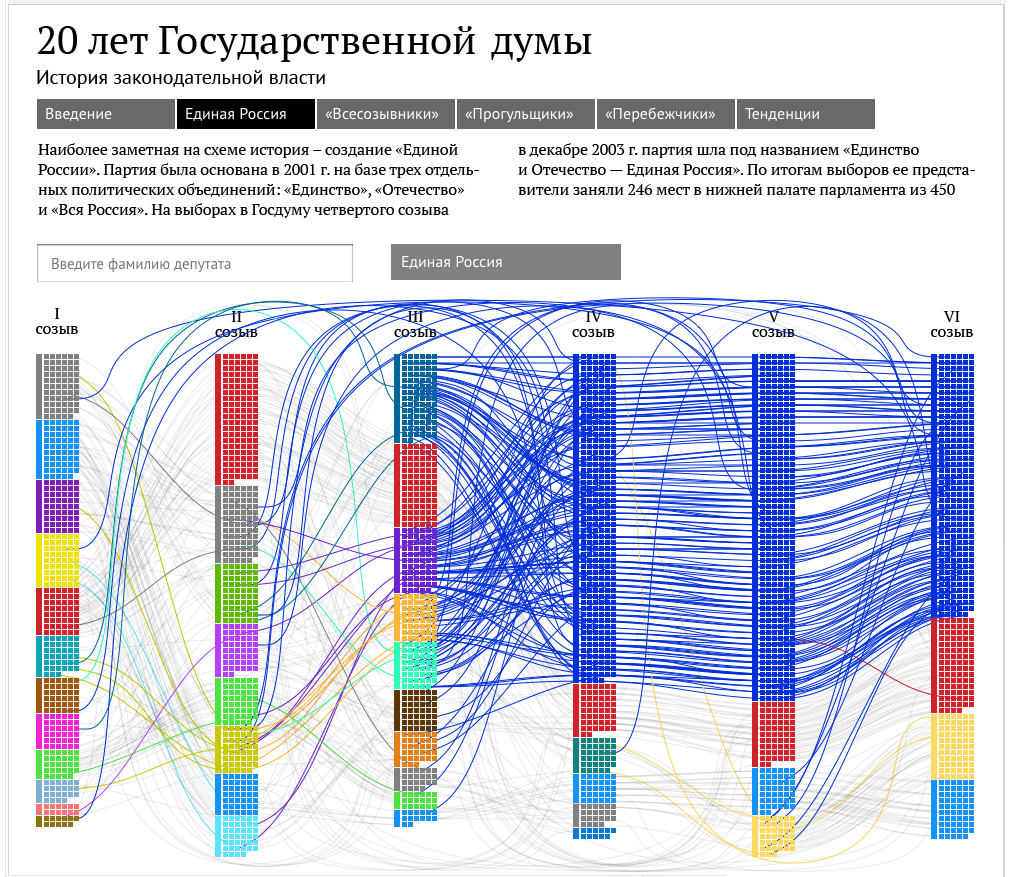 20 лет Государственной думы
История законодательной власти
Введение
Единая Россия
«Всесозывники»
«Прогульщики»
«Перебежчики»
Тенденции
Наиболее заметная на схеме история – создание «Единой
России». Партия была основана в 2001 г. на базе трех отдель-
ных политических объединений: «Единство», «Отечество»
и «Вся Россия». На выборах в Госдуму четвертого созыва
в декабре 2003 г. партия шла под названием «Единство
и Отечество — Единая Россия». По итогам выборов ее предста-
вители заняли 246 мест в нижней палате парламента из 450
Введите фамилию депутата
Единая Россия
I
созыв
II
созыв
III
созыв
IV
созыв
V
созыв
VI
созыв